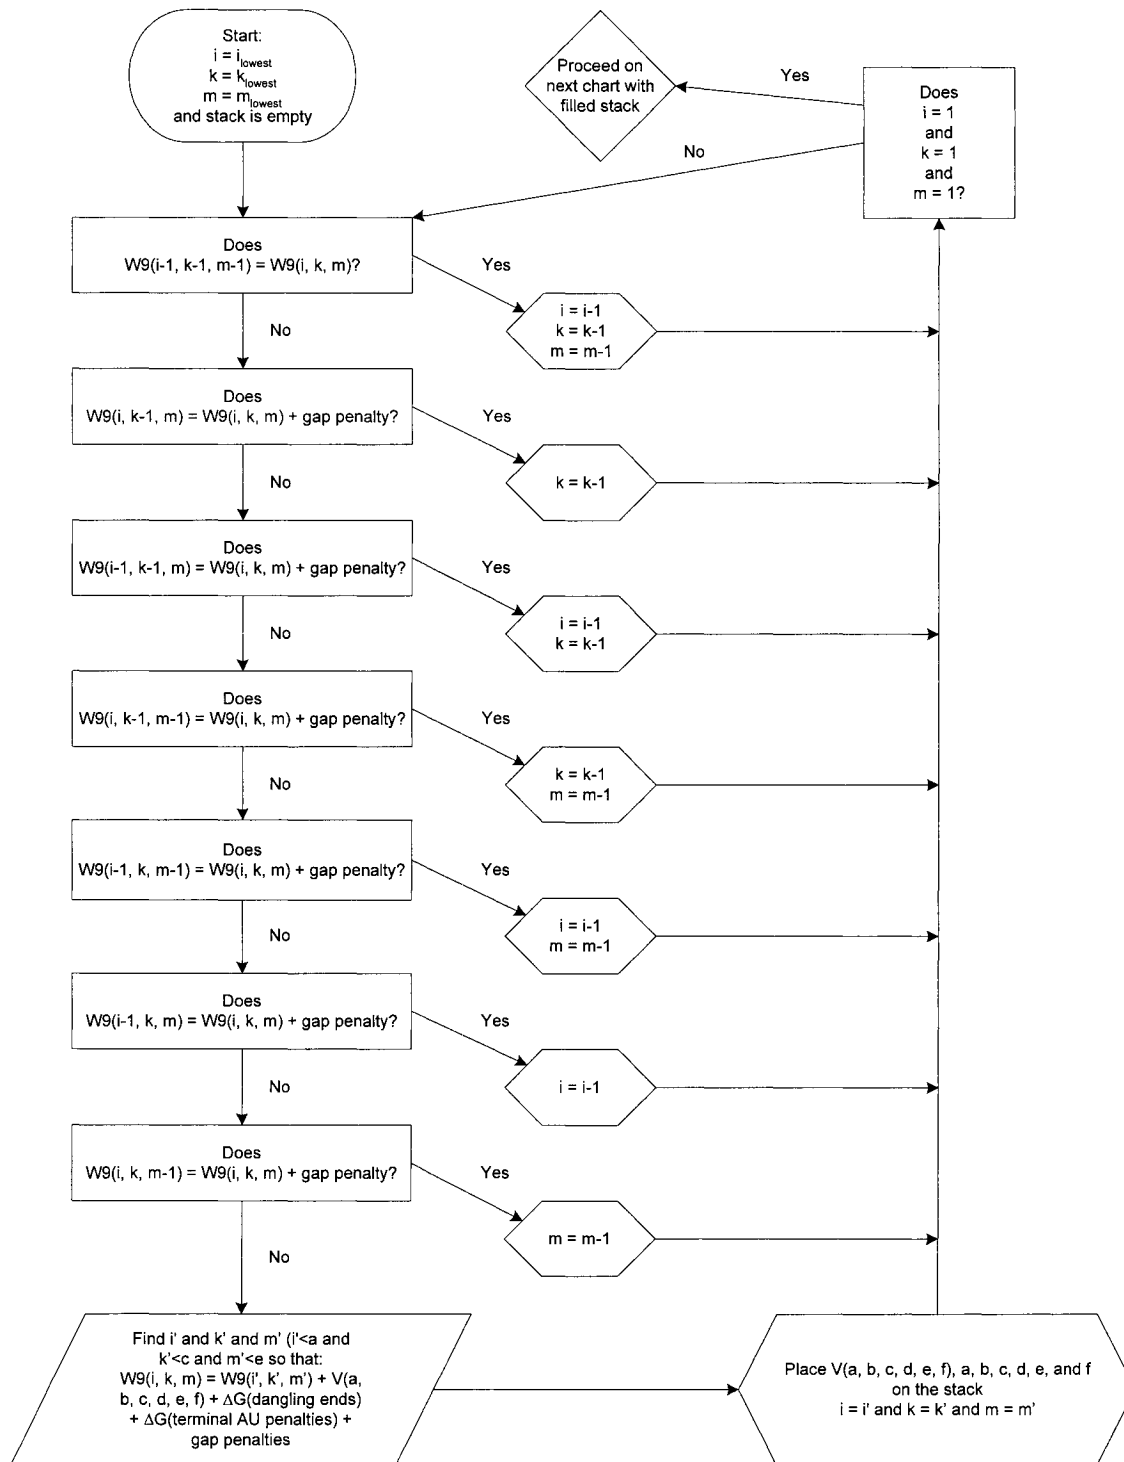 Start:
i = i_lowest
k = k_lowest
m = m_lowest
and stack is empty
Proceed on
next chart with
filled stack
Yes
Does
i = 1
and
k = 1
and
m = 1?
No
Does
W9(i-1, k-1, m-1) = W9(i, k, m)?
Yes
i = i-1
k = k-1
m = m-1
No
Does
W9(i, k-1, m) = W9(i, k, m) + gap penalty?
Yes
k = k-1
No
Does
W9(i-1, k-1, m) = W9(i, k, m) + gap penalty?
Yes
i = i-1
k = k-1
No
Does
W9(i, k-1, m-1) = W9(i, k, m) + gap penalty?
Yes
k = k-1
m = m-1
No
Does
W9(i-1, k, m-1) = W9(i, k, m) + gap penalty?
Yes
i = i-1
m = m-1
No
Does
W9(i-1, k, m) = W9(i, k, m) + gap penalty?
Yes
i = i-1
No
Does
W9(i, k, m-1) = W9(i, k, m) + gap penalty?
Yes
m = m-1
No
Find i' and k' and m' (i'<a and
k'<c and m'<e so that:
W9(i, k, m) = W9(i', k', m') + V(a,
b, c, d, e, f) + ΔG(dangling ends)
+ ΔG(terminal AU penalties) +
gap penalties
Place V(a, b, c, d, e, f), a, b, c, d, e, and f
on the stack
i = i' and k = k' and m = m'